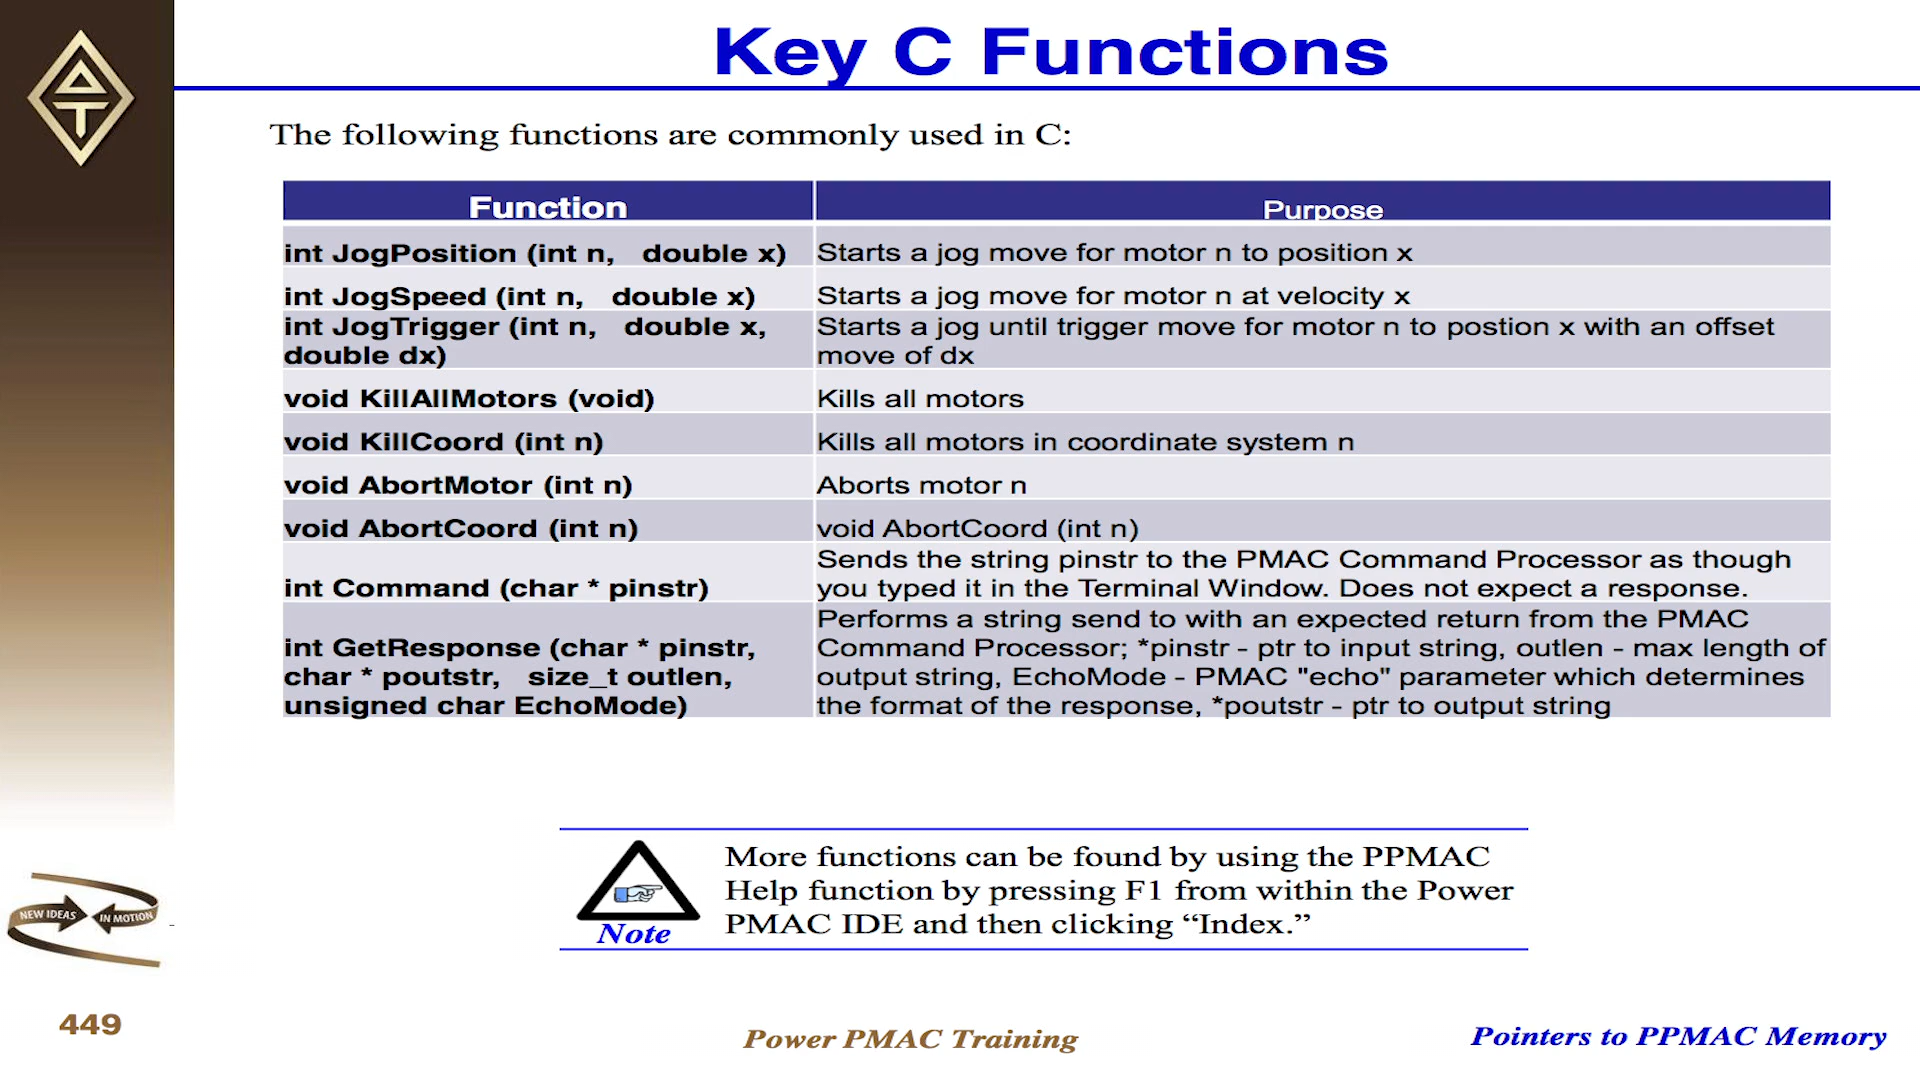 Key C Functions
The following functions are commonly used in C:
Function
Purpose
int JogPosition (int n, double x)
Starts a jog move for motor n to position x
int JogSpeed (int n, double x)
Starts a jog move for motor n at velocity x
int JogTrigger (int n, double x,
double dx)
Starts a jog until trigger move for motor n to postion x with an offset
move of dx
void KillAllMotors (void)
Kills all motors
void KillCoord (int n)
Kills all motors in coordinate system n
void AbortMotor (int n)
Aborts motor n
void AbortCoord (int n)
void AbortCoord (int n)
int Command (char * pinstr)
Sends the string pinstr to the PMAC Command Processor as though
you typed it in the Terminal Window. Does not expect a response.
int GetResponse (char * pinstr,
char * poutstr, size_t outlen,
unsigned char EchoMode)
Performs a string send to with an expected return from the PMAC
Command Processor; *pinstr - ptr to input string, outlen - max length of
output string, EchoMode - PMAC "echo" parameter which determines
the format of the response, *poutstr - ptr to output string
More functions can be found by using the PPMAC
Help function by pressing F1 from within the Power
PMAC IDE and then clicking “Index.”
Note
NEW IDEAS IN MOTION
449
Power PMAC Training
Pointers to PPMAC Memory